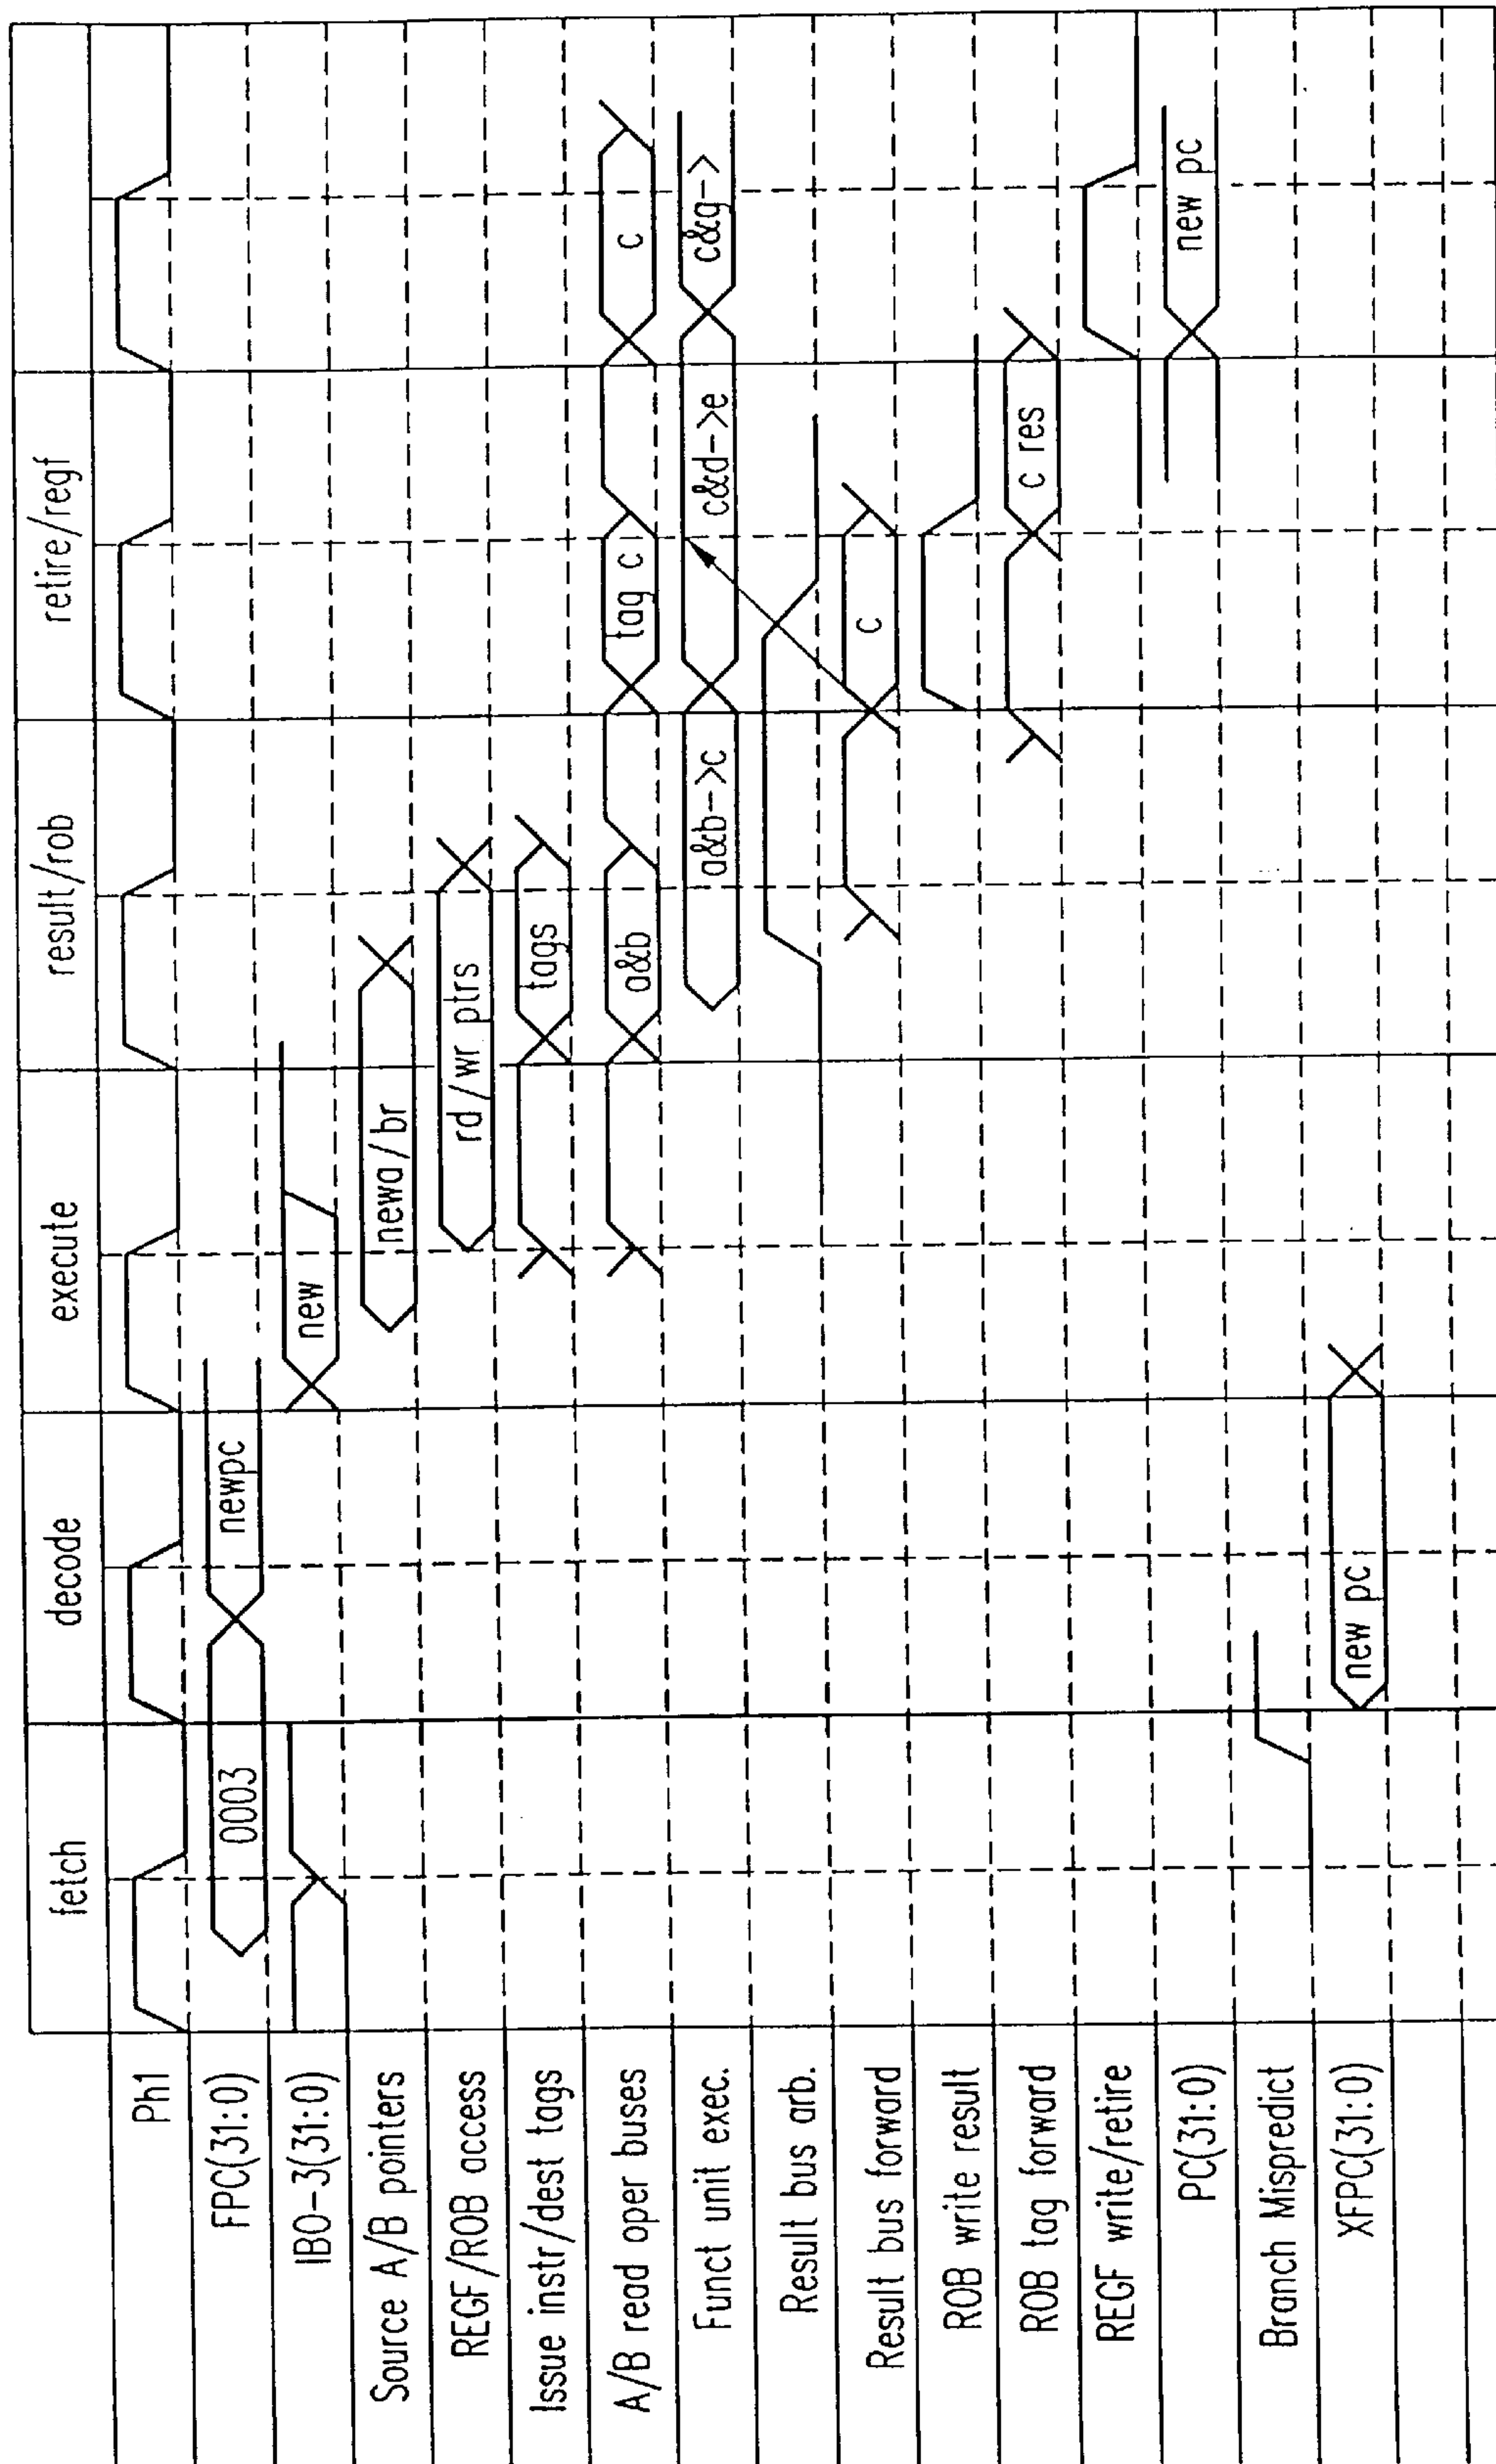 fetch
decode
execute
result/rob
retire/regf
Ph1
FPC(31:0)
0003
newpc
IB0-3(31:0)
new
Source A/B pointers
newa/br
REGF/ROB access
rd/wr ptrs
Issue instr/dest tags
tags
A/B read oper buses
a&b
tag c
c
Funct unit exec.
a&b->c
c&d->e
c&g->
Result bus arb.
Result bus forward
c
ROB write result
ROB tag forward
c res
REGF write/retire
PC(31:0)
new pc
Branch Mispredict
XFPC(31:0)
new pc